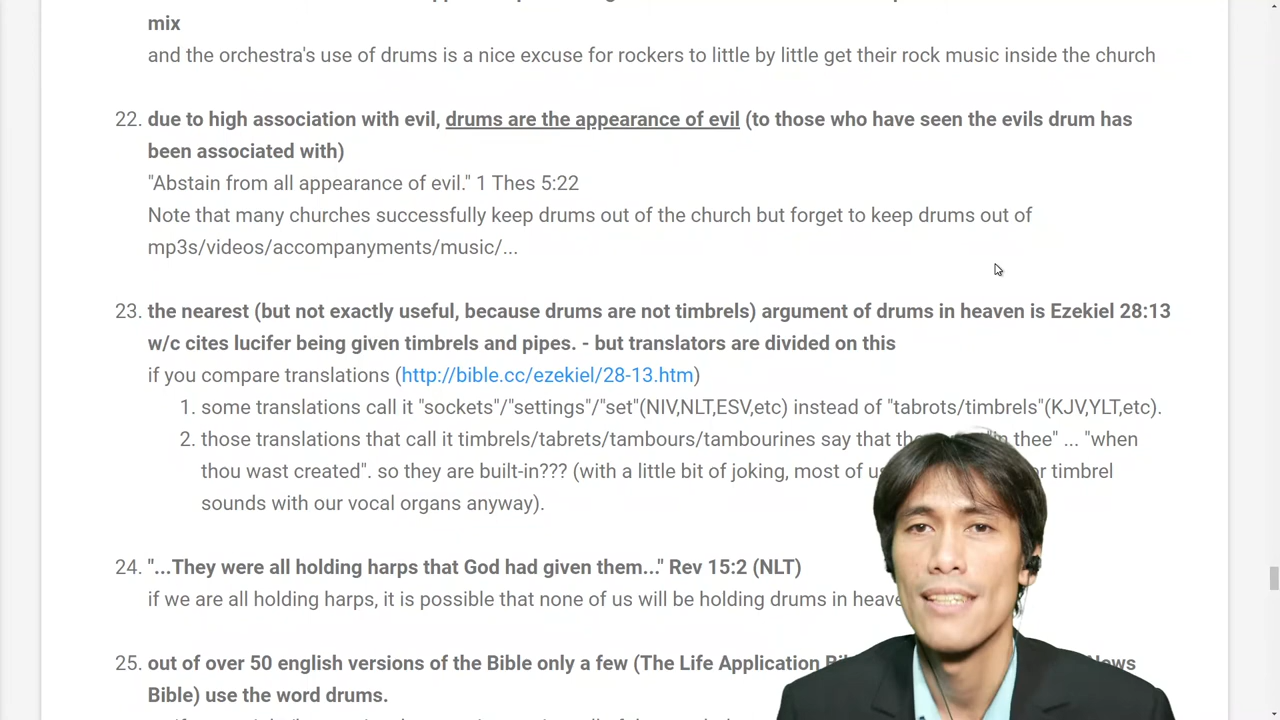 mix
and the orchestra's use of drums is a nice excuse for rockers to little by little get their rock music inside the church
22. due to high association with evil, drums are the appearance of evil (to those who have seen the evils drum has
been associated with)
"Abstain from all appearance of evil." 1 Thes 5:22
Note that many churches successfully keep drums out of the church but forget to keep drums out of
mp3s/videos/accompanyments/music/...
23. the nearest (but not exactly useful, because drums are not timbrels) argument of drums in heaven is Ezekiel 28:13
w/c cites lucifer being given timbrels and pipes. - but translators are divided on this
if you compare translations (http://bible.cc/ezekiel/28-13.htm)
1. some translations call it "sockets"/"settings"/"set"(NIV,NLT,ESV,etc) instead of "tabrots/timbrels"(KJV,YLT,etc).
2. those translations that call it timbrels/tabrets/tambours/tambourines say that thee" ... "when
thou wast created". so they are built-in??? (with a little bit of joking, most of timbrel
sounds with our vocal organs anyway).
24. "...They were all holding harps that God had given them..." Rev 15:2 (NLT)
if we are all holding harps, it is possible that none of us will be holding drums in
25. out of over 50 english versions of the Bible only a few (The Life Application
Bible) use the word drums.